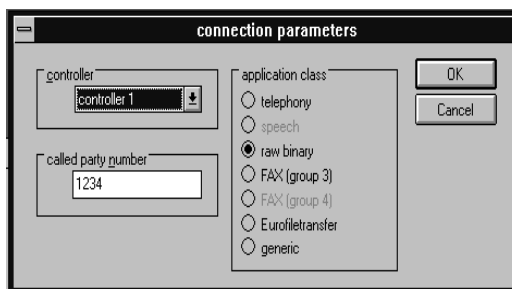 connection parameters
controller
controller 1
called party number
1234
application class
telephony
speech
raw binary
FAX (group 3)
FAX (group 4)
Eurofiletransfer
generic
OK
Cancel